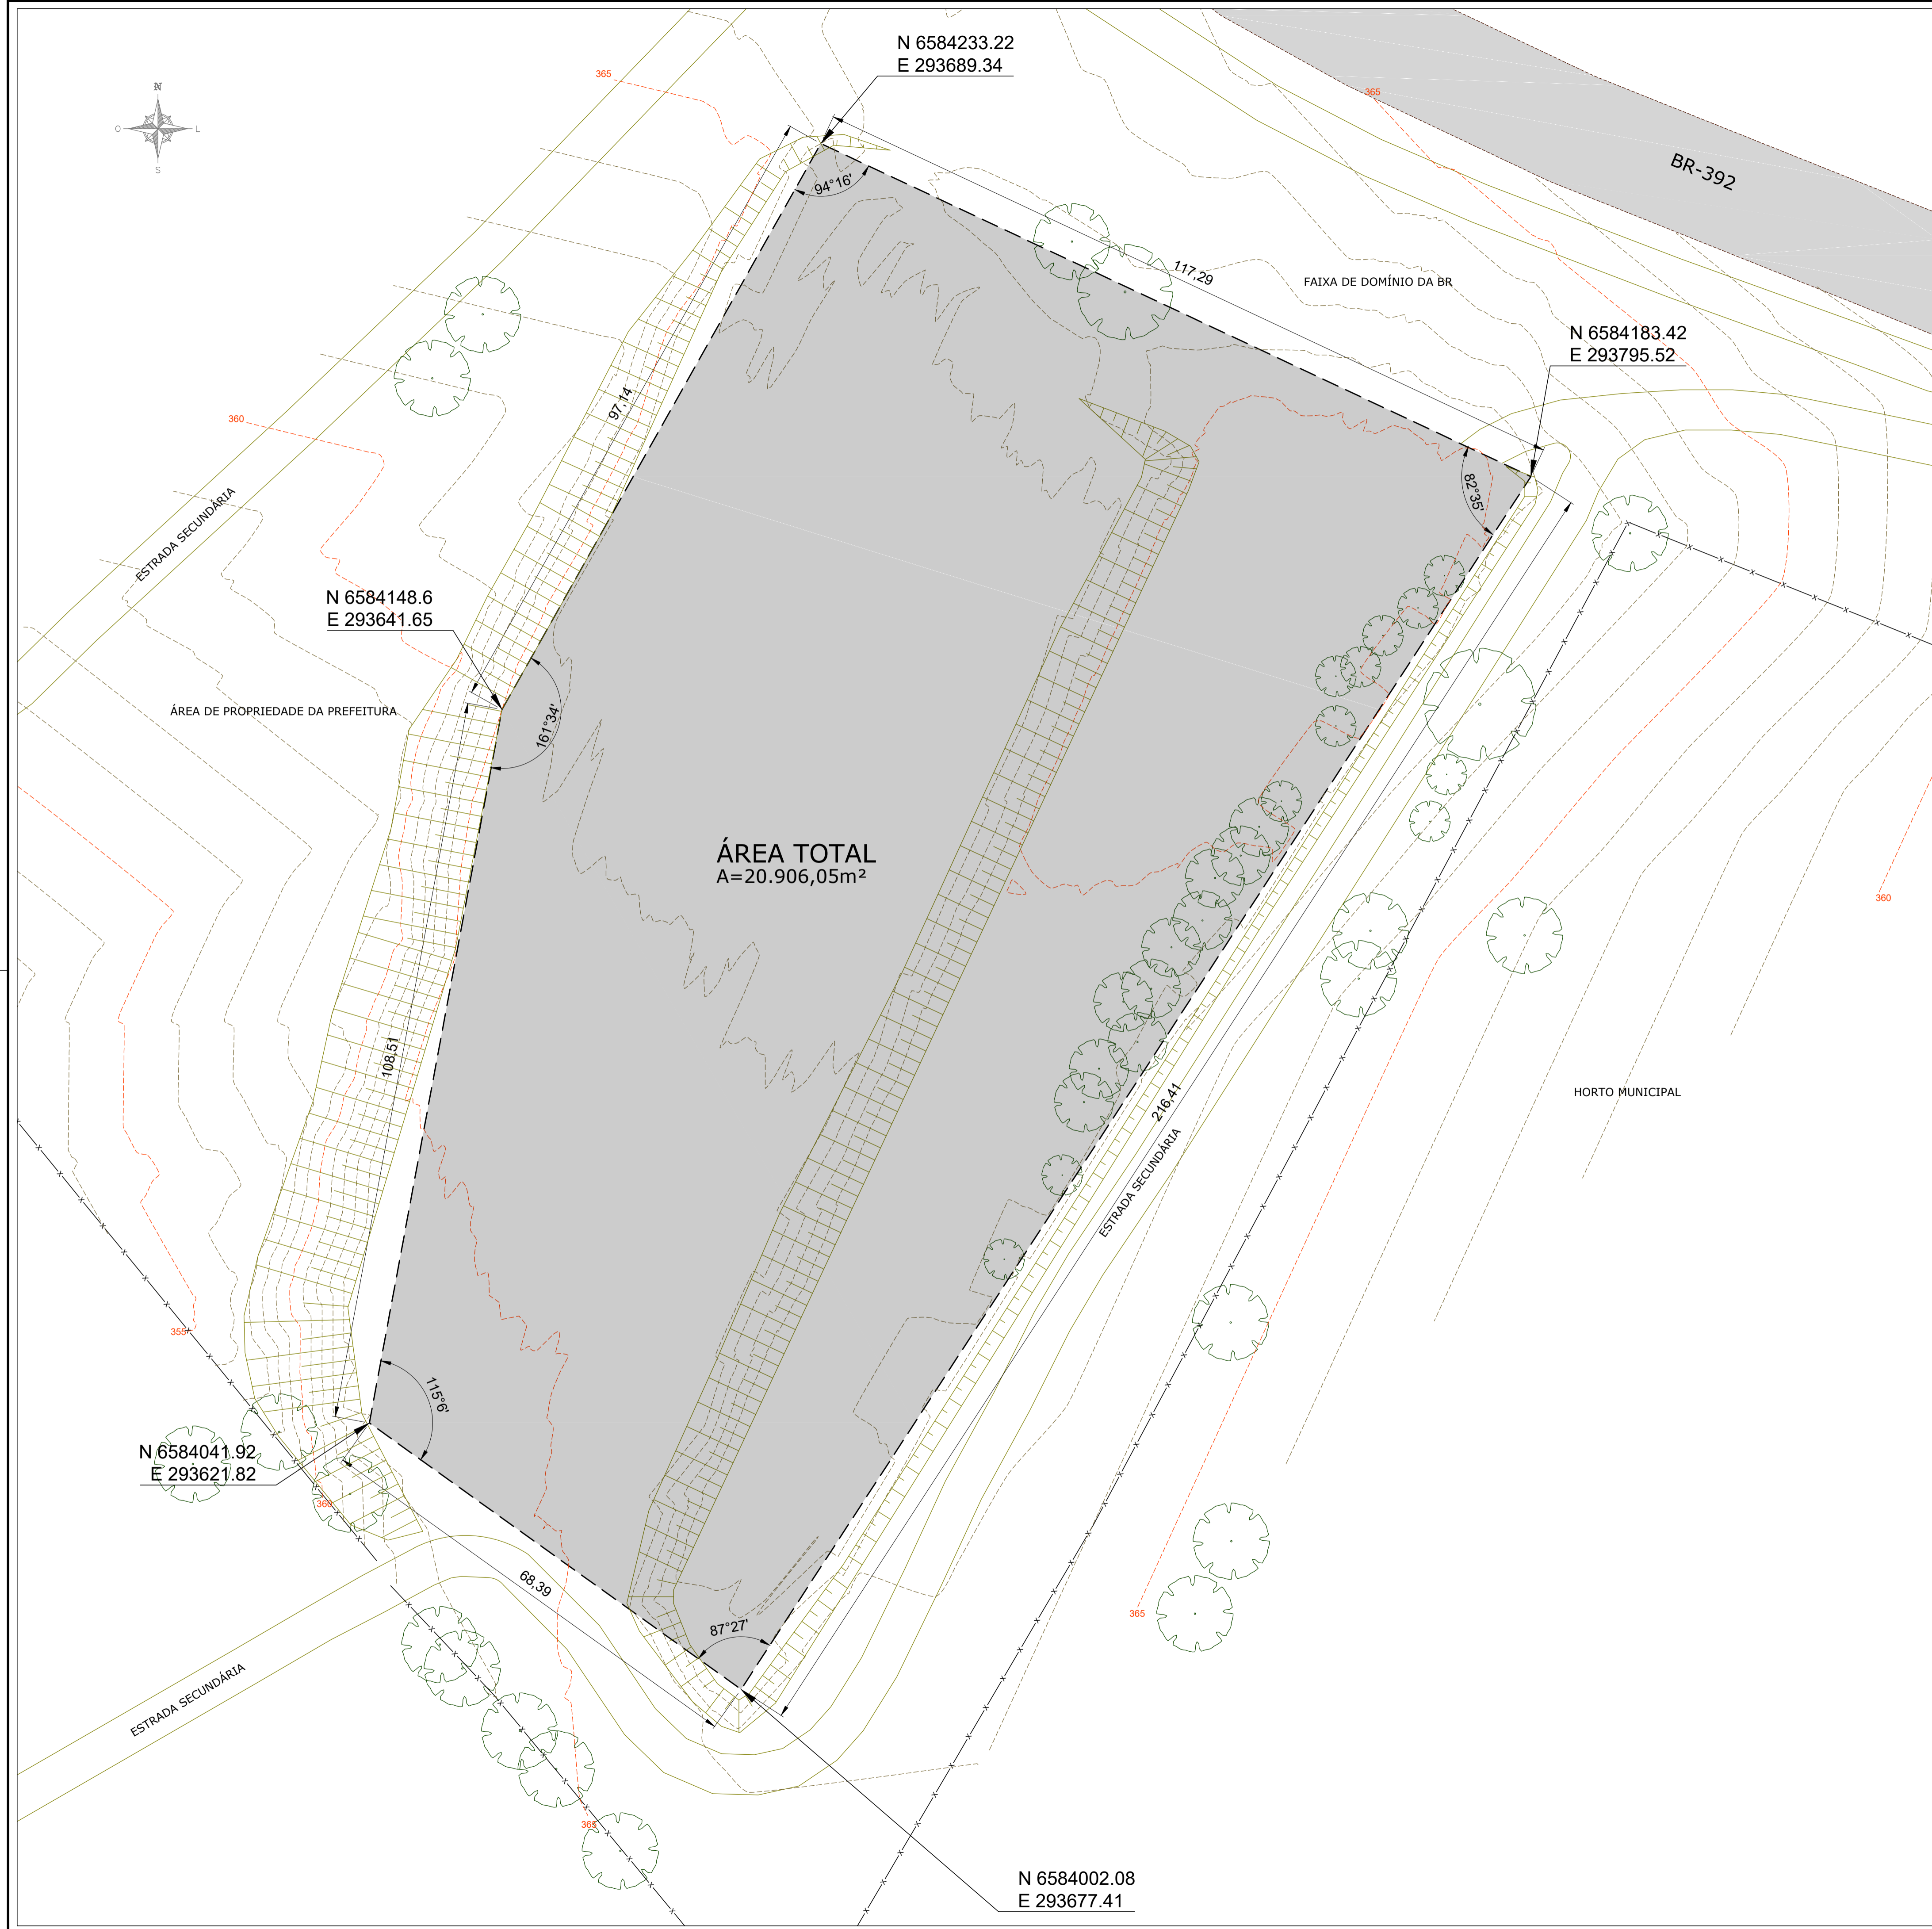 N 6584233.22
E 293689.34
365
365
N
O
L
S
BR-392
94°16'
117,29
FAIXA DE DOMÍNIO DA BR
N 6584183.42
E 293795.52
97,14
360
82°35'
ESTRADA SECUNDÁRIA
N 6584148.6
E 293641.65
ÁREA DE PROPRIEDADE DA PREFEITURA
161°34'
ÁREA TOTAL
A=20.906,05m²
360
108,51
216,41
HORTO MUNICIPAL
ESTRADA SECUNDÁRIA
355
115°6'
N 6584041.92
E 293621.82
360
68,39
365
87°27'
ESTRADA SECUNDÁRIA
365
N 6584002.08
E 293677.41